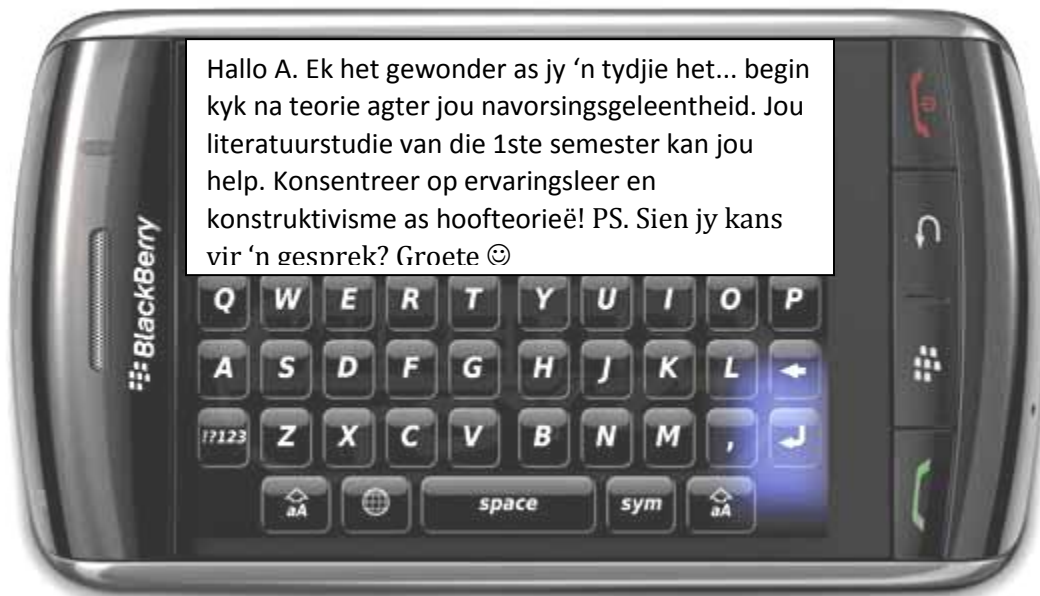 Hallo A. Ek het gewonder as jy ‘n tydjie het... begin
kyk na teorie agter jou navorsingsgeleentheid. Jou
literatuurstudie van die 1ste semester kan jou
help. Konsentreer op ervaringsleer en
konstruktivisme as hoofteorieë! PS. Sien jy kans
vir ‘n gesprek? Groete ☺
BlackBerry
Q W E R T Y U I O P
A S D F G H J K L
!?123 Z X C V B N M ,
aA space sym aA